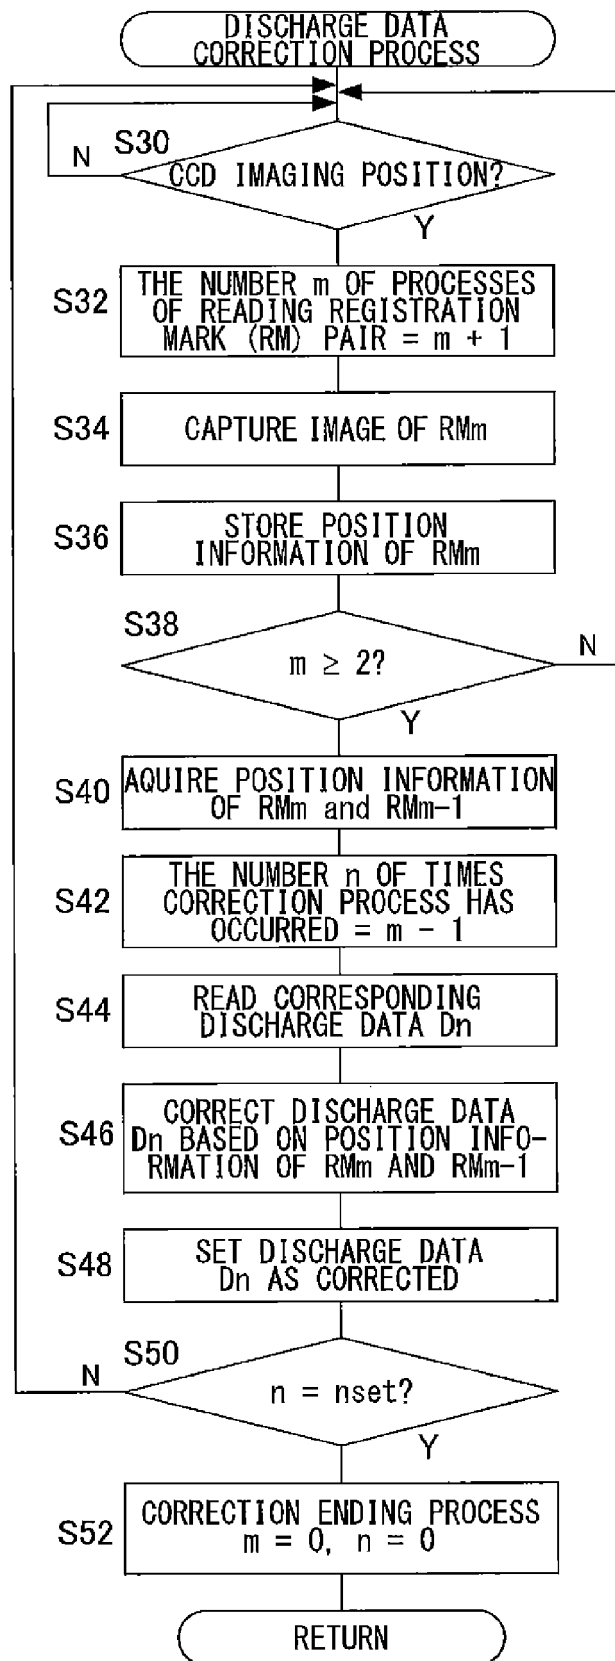 DISCHARGE DATA
CORRECTION PROCESS
S30
N
CCD IMAGING POSITION?
Y
S32
THE NUMBER m OF PROCESSES
OF READING REGISTRATION
MARK (RM) PAIR = m + 1
S34
CAPTURE IMAGE OF RMm
S36
STORE POSITION
INFORMATION OF RMm
S38
m ≥ 2?
N
Y
S40
AQUIRE POSITION INFORMATION
OF RMm and RMm-1
S42
THE NUMBER n OF TIMES
CORRECTION PROCESS HAS
OCCURRED = m - 1
S44
READ CORRESPONDING
DISCHARGE DATA Dn
S46
CORRECT DISCHARGE DATA
Dn BASED ON POSITION INFO-
RMATION OF RMm AND RMm-1
S48
SET DISCHARGE DATA
Dn AS CORRECTED
S50
N
n = nset?
Y
S52
CORRECTION ENDING PROCESS
m = 0, n = 0
RETURN